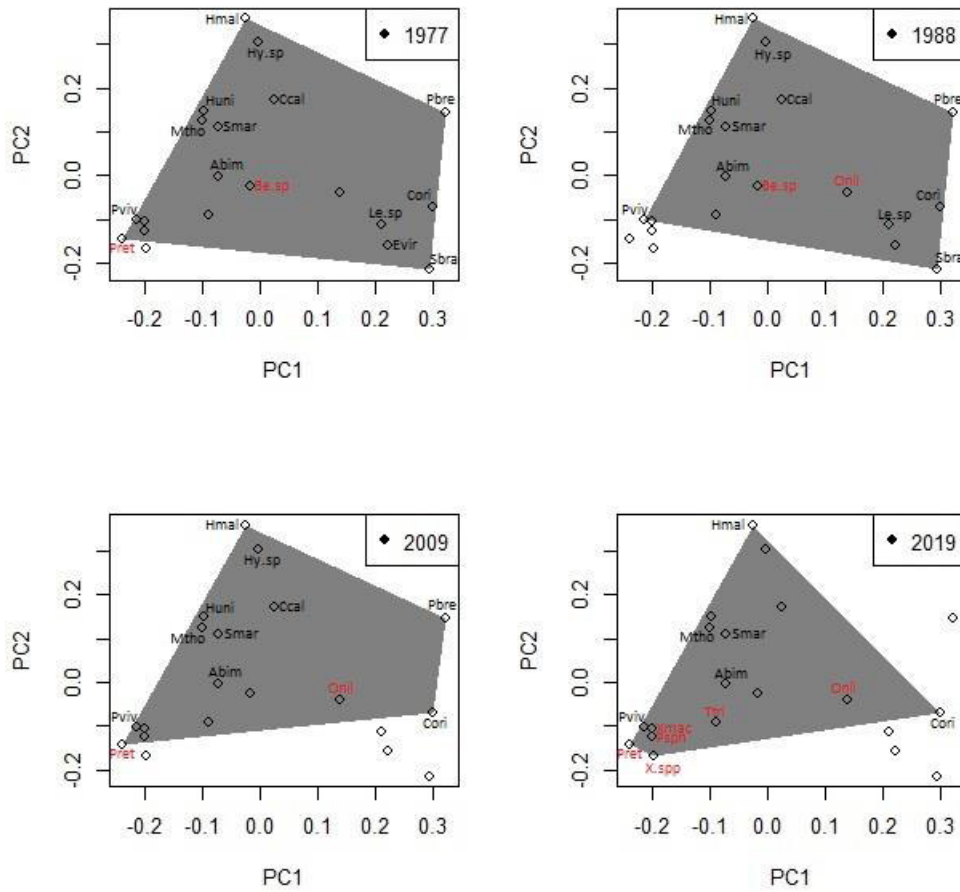 1977
Hmal
Hy.sp
Ccal
Pbre
Huni
Smar
Mtho
Abim
Be.sp
Cori
Le.sp
Pviv
Evir
Pret
Sbra
PC2
0.2
0.0
-0.2
-0.2 -0.1 0.0 0.1 0.2 0.3
PC1
1988
Hmal
Hy.sp
Ccal
Pbre
Huni
Smar
Mtho
Abim
Be.sp
Onil
Cori
Le.sp
Pviv
Sbra
PC2
0.2
0.0
-0.2
-0.2 -0.1 0.0 0.1 0.2 0.3
PC1
2009
Hmal
Hy.sp
Ccal
Pbre
Huni
Smar
Mtho
Abim
Onil
Cori
Pviv
Pret
PC2
0.2
0.0
-0.2
-0.2 -0.1 0.0 0.1 0.2 0.3
PC1
2019
Hmal
Smar
Mtho
Abim
Onil
Cori
Pviv
Pret
X.spp
PC2
0.2
0.0
-0.2
-0.2 -0.1 0.0 0.1 0.2 0.3
PC1